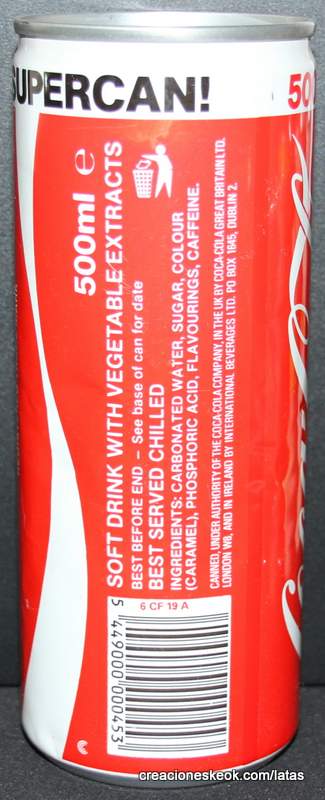 SUPERCAN!
50
500ml e
SOFT DRINK WITH VEGETABLE EXTRACTS
BEST BEFORE END – See base of can for date
BEST SERVED CHILLED
INGREDIENTS: CARBONATED WATER, SUGAR, COLOUR
(CARAMEL), PHOSPHORIC ACID, FLAVOURINGS, CAFFEINE.
CANNED, UNDER AUTHORITY OF THE COCA-COLA COMPANY, IN THE UK BY COCA-COLA GREAT BRITAIN LTD.
LONDON W8, AND IN IRELAND BY INTERNATIONAL BEVERAGES LTD. PO BOX 1645, DUBLIN 2.
6 CF 19 A
5 449000 000453
creacioneskeok.com/latas